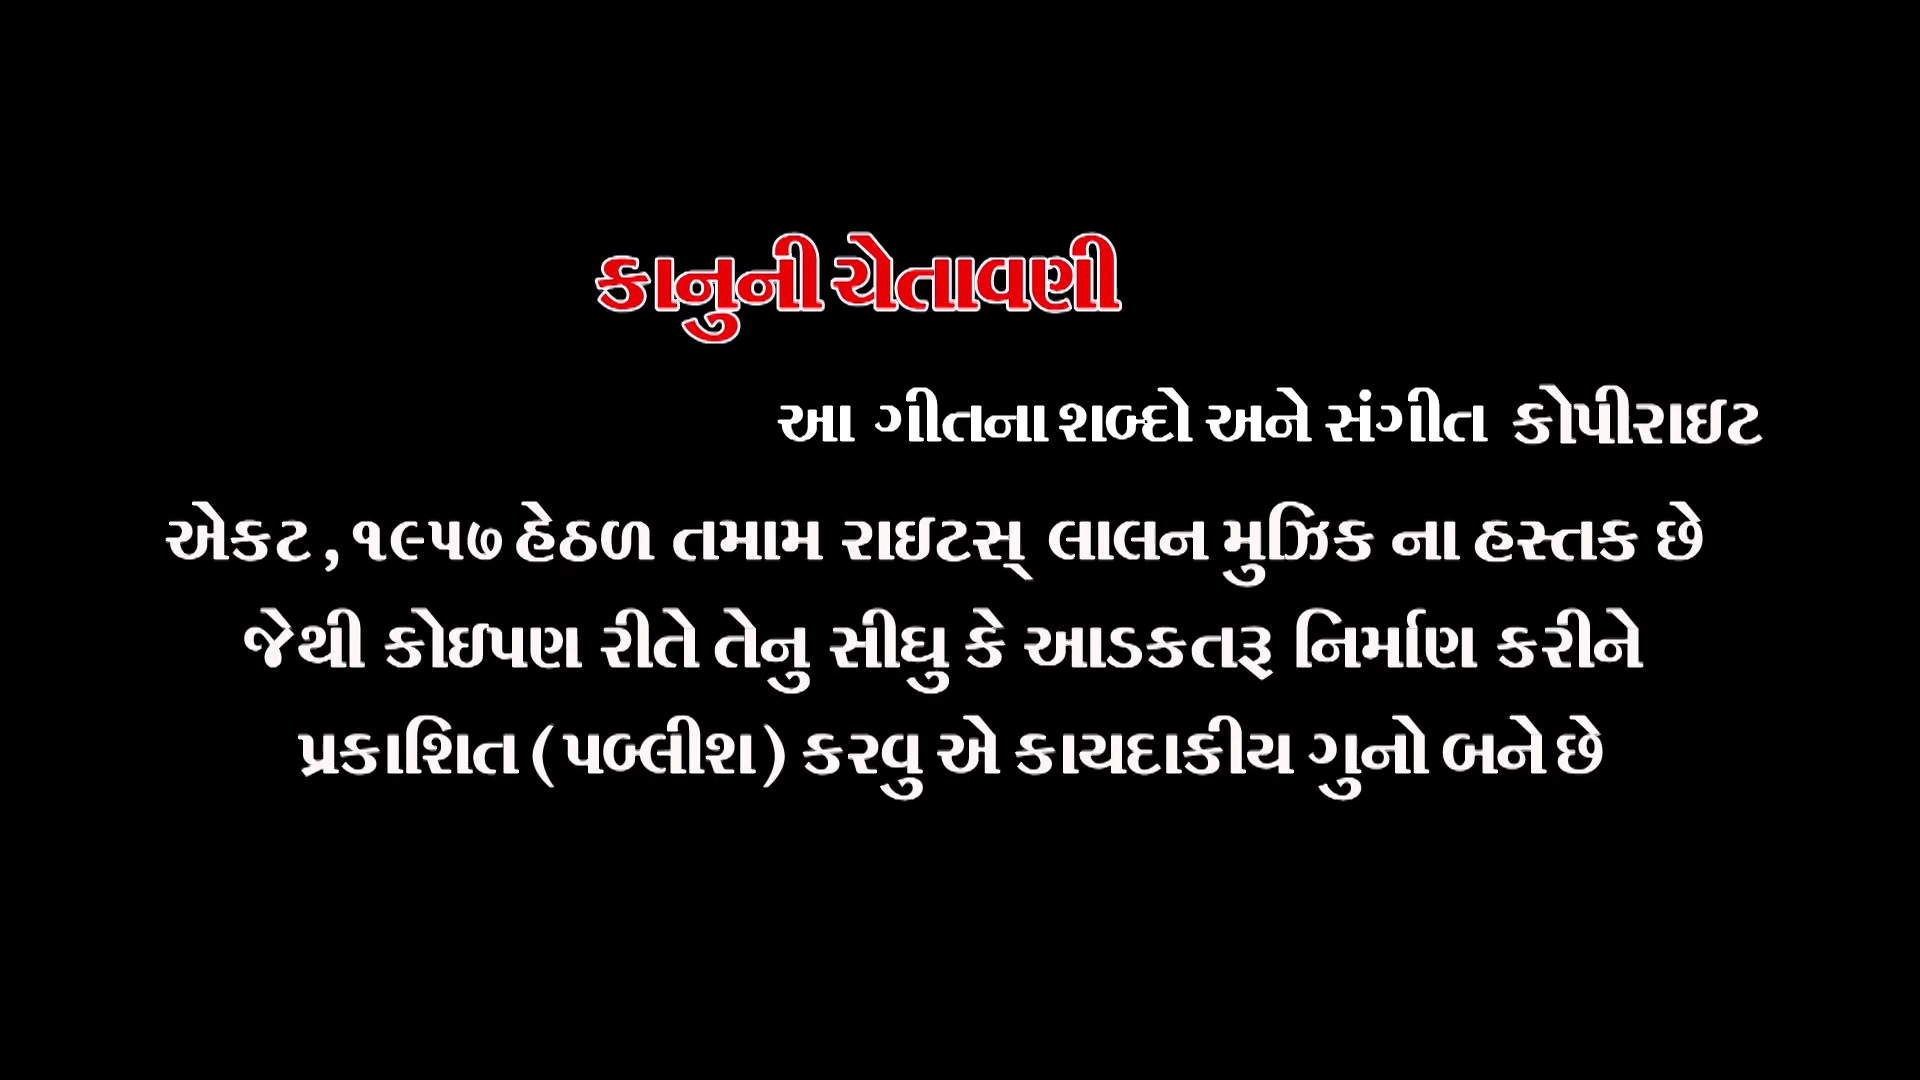 કાનુની ચેતાવણી
આ ગીતના શબ્દો અને સંગીત કોપીરાઇટ
એકટ , ૧૯૫૭ હેઠળ તમામ રાઇટસ્ લાલન મુઝિક ના હસ્તક છે
જેથી કોઇપણ રીતે તેનુ સીધુ કે આડકતરૂ નિર્માણ કરીને
પ્રકાશિત ( પબ્લીશ ) કરવુ એ કાયદાકીય ગુનો બને છે